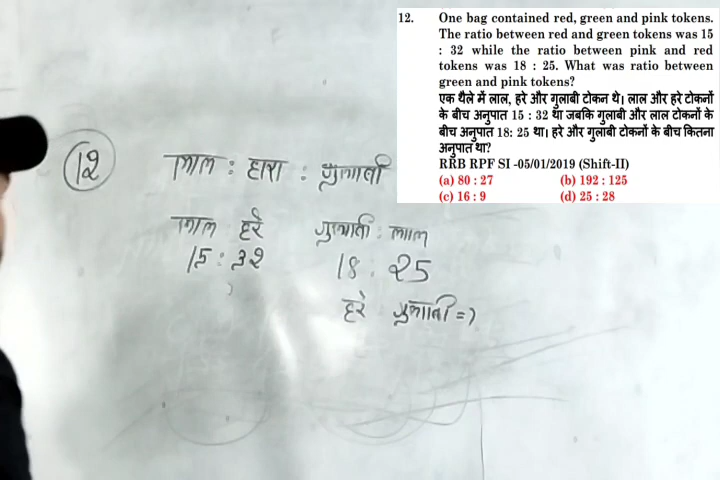 12. One bag contained red, green and pink tokens.
The ratio between red and green tokens was 15
: 32 while the ratio between pink and red
tokens was 18 : 25. What was ratio between
green and pink tokens?
एक थैले में लाल, हरे और गुलाबी टोकन थे। लाल और हरे टोकनों
के बीच अनुपात 15 : 32 था जबकि गुलाबी और लाल टोकनों के
बीच अनुपात 18: 25 था। हरे और गुलाबी टोकनों के बीच कितना
अनुपात था?
RRB RPF SI -05/01/2019 (Shift-II)
(a) 80 : 27 (b) 192 : 125
(c) 16 : 9 (d) 25 : 28
12 लाल : हारा : गुलाबी
लाल हरे गुलाबी : लाल
15 : 32 18 : 25
हरे गुलाबी = ?